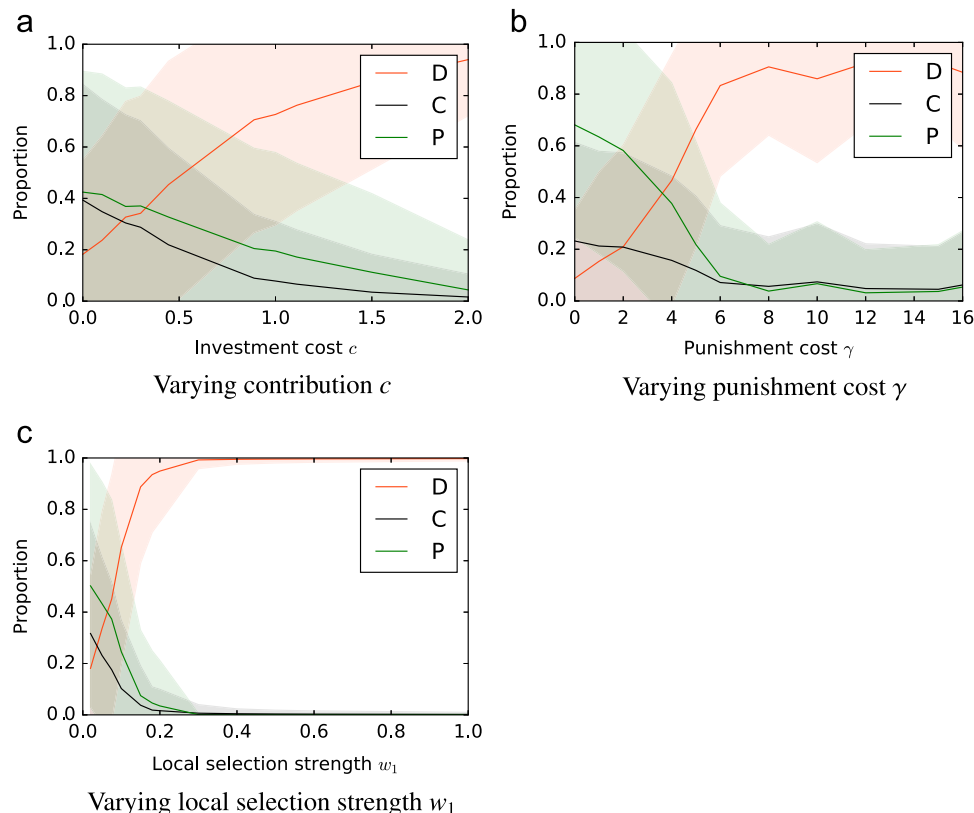 a
1.0
0.8
0.6
0.4
0.2
0.0
Proportion
D
C
P
0.0 0.5 1.0 1.5 2.0
Investment cost c
Varying contribution c
b
1.0
0.8
0.6
0.4
0.2
0.0
Proportion
D
C
P
0 2 4 6 8 10 12 14 16
Punishment cost γ
Varying punishment cost γ
c
1.0
0.8
0.6
0.4
0.2
0.0
Proportion
D
C
P
0.0 0.2 0.4 0.6 0.8 1.0
Local selection strength w₁
Varying local selection strength w₁